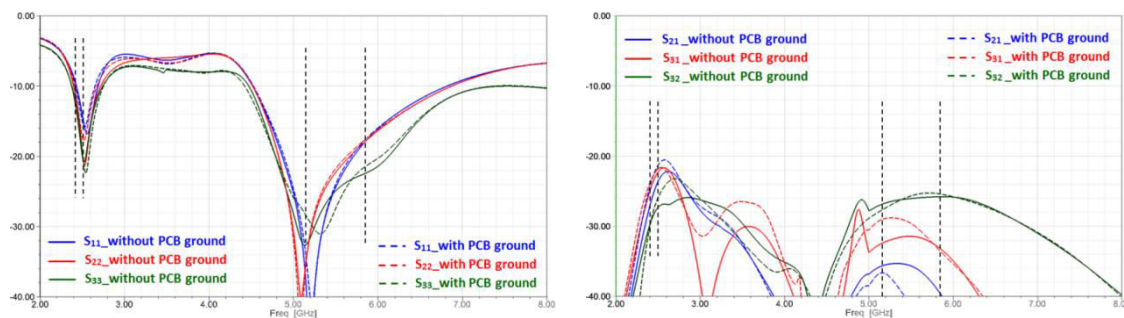 0.00
-10.00
-20.00
-30.00
-40.00
2.00 3.00 4.00 5.00 6.00 7.00 8.00
Freq [GHz]
S11_without PCB ground
S22_without PCB ground
S33_without PCB ground
S11_with PCB ground
S22_with PCB ground
S33_with PCB ground
0.00
-10.00
-20.00
-30.00
-40.00
2.00 3.00 4.00 5.00 6.00 7.00 8.0
Freq [GHz]
S21_without PCB ground
S31_without PCB ground
S32_without PCB ground
S21_with PCB ground
S31_with PCB ground
S32_with PCB ground